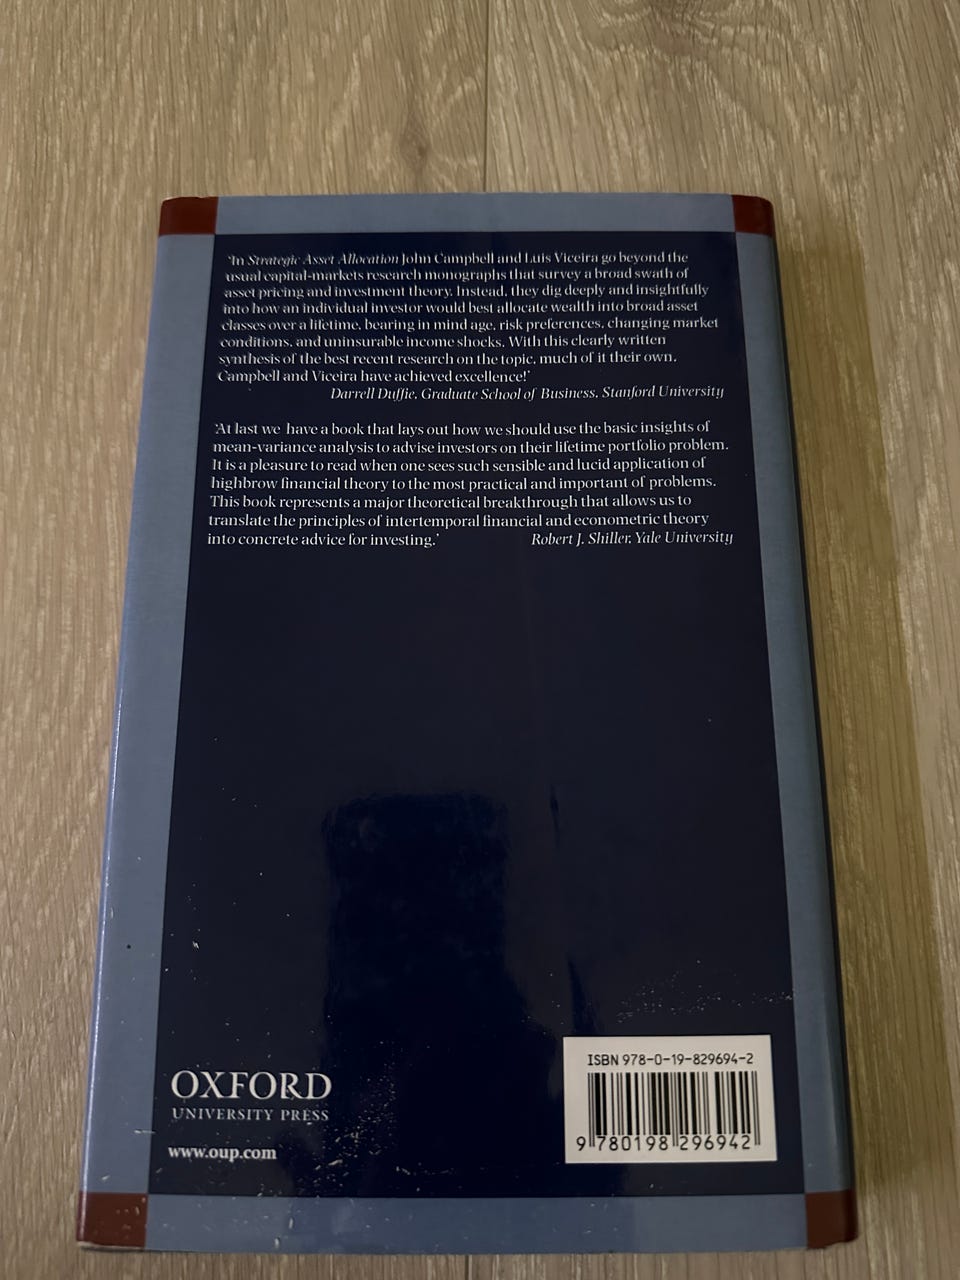 'In Strategic Asset Allocation John Campbell and Luis Viceira go beyond the
usual capital-markets research monographs that survey a broad swath of
asset pricing and investment theory. Instead, they dig deeply and insightfully
into how an individual investor would best allocate wealth into broad asset
classes over a lifetime, bearing in mind age, risk preferences, changing market
conditions, and uninsurable income shocks. With this clearly written
synthesis of the best recent research on the topic, much of it their own,
Campbell and Viceira have achieved excellence!'
Darrell Duffie, Graduate School of Business, Stanford University
'At last we have a book that lays out how we should use the basic insights of
mean-variance analysis to advise investors on their lifetime portfolio problem.
It is a pleasure to read when one sees such sensible and lucid application of
highbrow financial theory to the most practical and important of problems.
This book represents a major theoretical breakthrough that allows us to
translate the principles of intertemporal financial and econometric theory
into concrete advice for investing.' Robert J. Shiller, Yale University
OXFORD
UNIVERSITY PRESS
www.oup.com
ISBN 978-0-19-829694-2
9 780198 296942